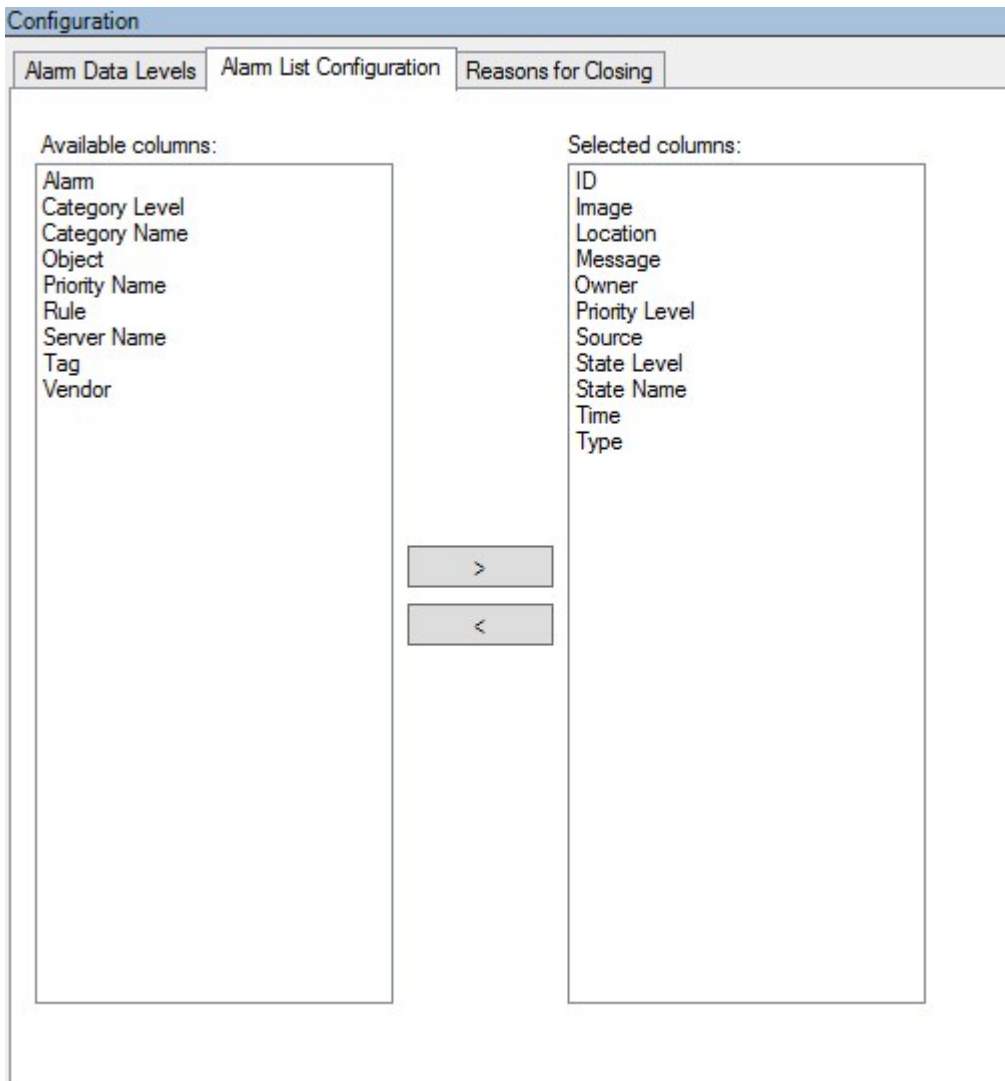 Configuration
Alarm Data Levels
Alarm List Configuration
Reasons for Closing
Available columns:
Alarm
Category Level
Category Name
Object
Priority Name
Rule
Server Name
Tag
Vendor
>
<
Selected columns:
ID
Image
Location
Message
Owner
Priority Level
Source
State Level
State Name
Time
Type